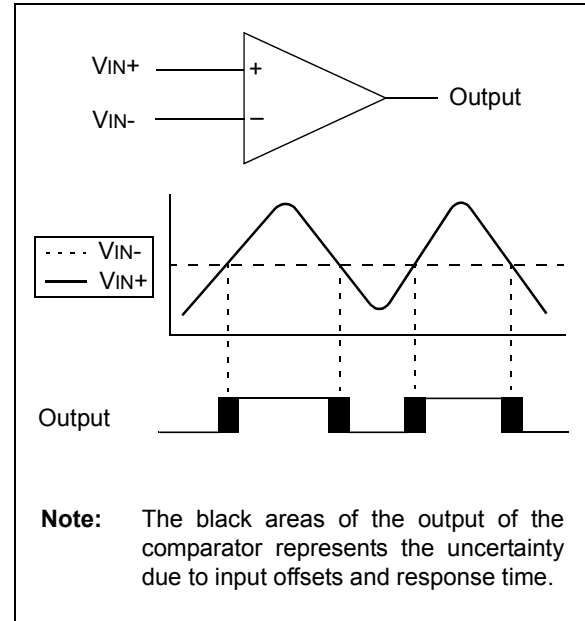 VIN+
+
VIN-
–
Output
VIN-
VIN+
Output
Note: The black areas of the output of the
comparator represents the uncertainty
due to input offsets and response time.